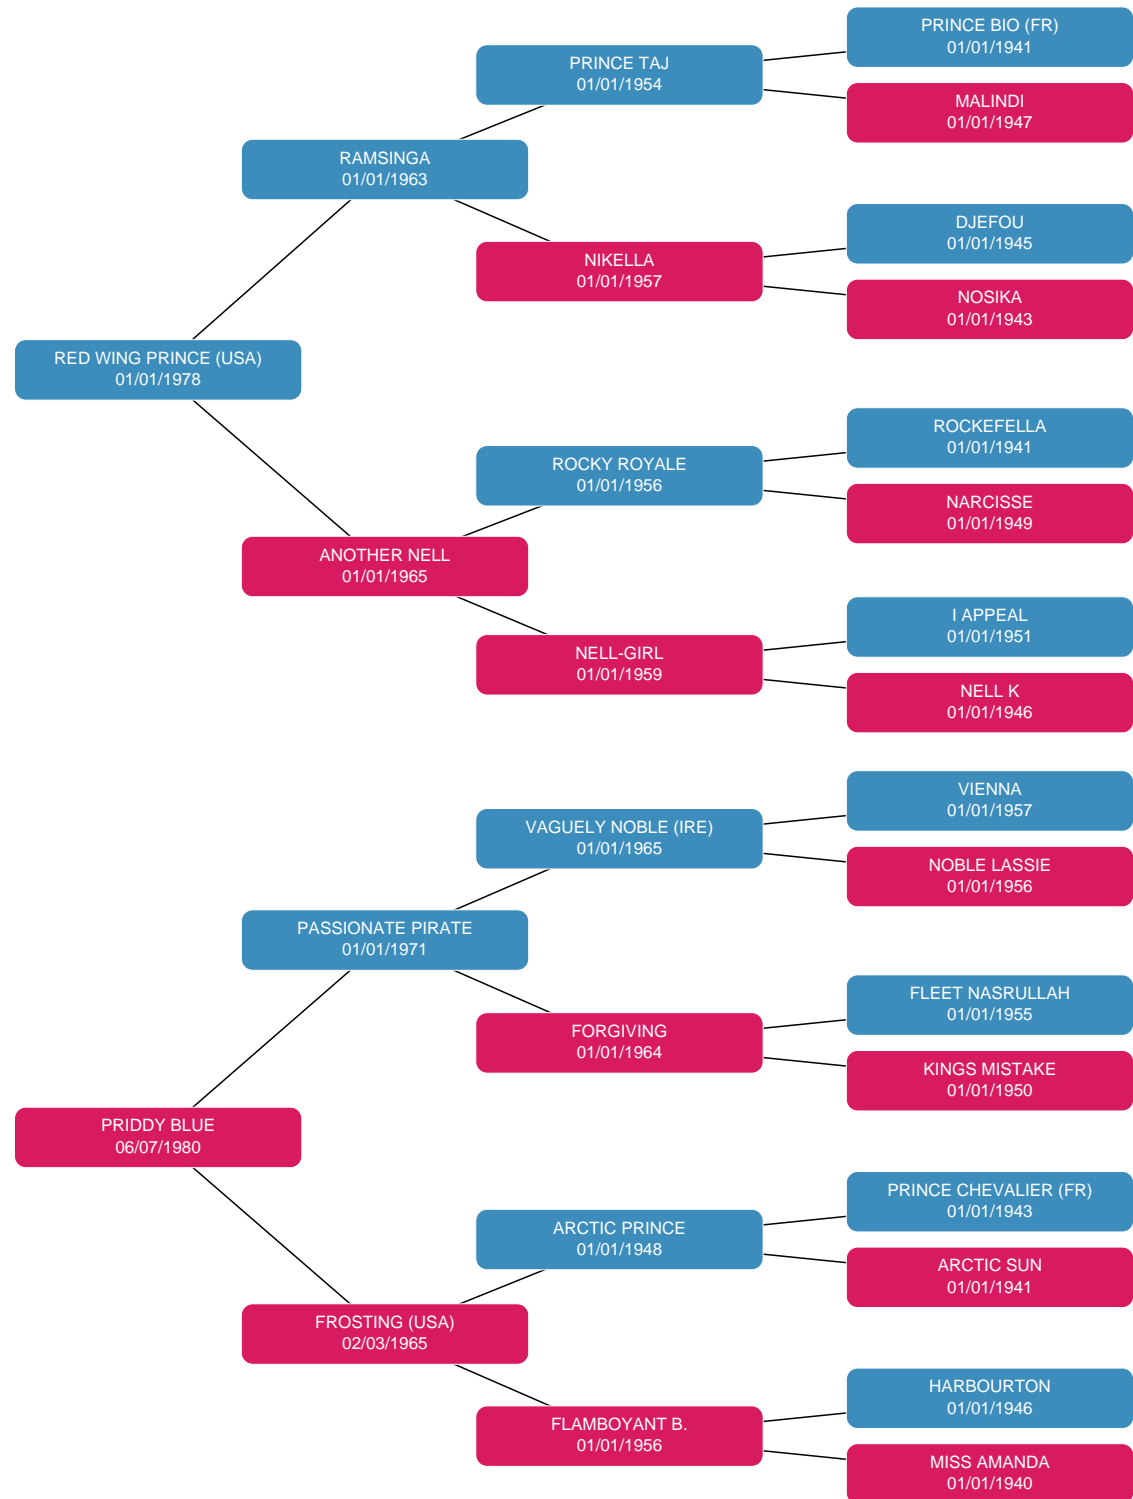 PRINCE BIO (FR)
01/01/1941
PRINCE TAJ
01/01/1954
MALINDI
01/01/1947
RAMSINGA
01/01/1963
DJEFOU
01/01/1945
NIKELLA
01/01/1957
NOSIKA
01/01/1943
RED WING PRINCE (USA)
01/01/1978
ROCKEFELLA
01/01/1941
ROCKY ROYALE
01/01/1956
NARCISSE
01/01/1949
ANOTHER NELL
01/01/1965
I APPEAL
01/01/1951
NELL-GIRL
01/01/1959
NELL K
01/01/1946
VIENNA
01/01/1957
VAGUELY NOBLE (IRE)
01/01/1965
NOBLE LASSIE
01/01/1956
PASSIONATE PIRATE
01/01/1971
FLEET NASRULLAH
01/01/1955
FORGIVING
01/01/1964
KINGS MISTAKE
01/01/1950
PRIDDY BLUE
06/07/1980
PRINCE CHEVALIER (FR)
01/01/1943
ARCTIC PRINCE
01/01/1948
ARCTIC SUN
01/01/1941
FROSTING (USA)
02/03/1965
HARBOURTON
01/01/1946
FLAMBOYANT B.
01/01/1956
MISS AMANDA
01/01/1940